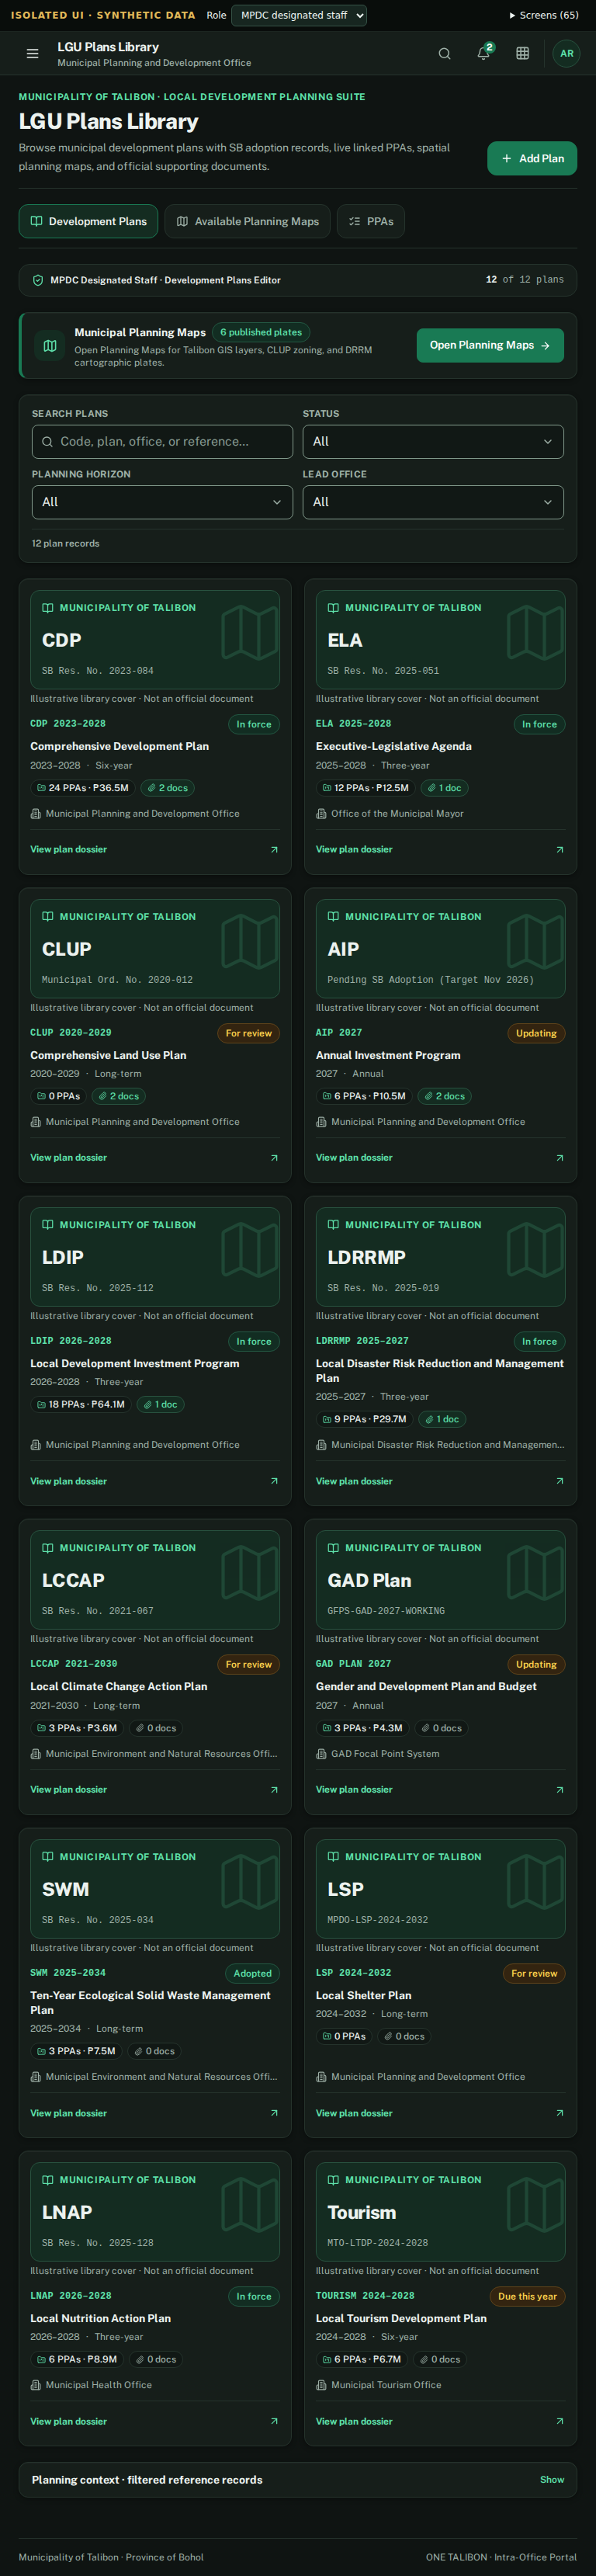 ISOLATED UI · SYNTHETIC DATA Role MPDC designated staff ▶ Screens (65)
LGU Plans Library
Municipal Planning and Development Office
2
AR
MUNICIPALITY OF TALIBON · LOCAL DEVELOPMENT PLANNING SUITE
LGU Plans Library
Browse municipal development plans with SB adoption records, live linked PPAs, spatial
planning maps, and official supporting documents.
Add Plan
Development Plans Available Planning Maps PPAs
MPDC Designated Staff · Development Plans Editor 12 of 12 plans
Municipal Planning Maps 6 published plates
Open Planning Maps for Talibon GIS layers, CLUP zoning, and DRRM
cartographic plates.
Open Planning Maps →
SEARCH PLANS STATUS
Code, plan, office, or reference... All
PLANNING HORIZON LEAD OFFICE
All All
12 plan records
MUNICIPALITY OF TALIBON
CDP
SB Res. No. 2023-084
Illustrative library cover · Not an official document
CDP 2023–2028 In force
Comprehensive Development Plan
2023–2028 · Six-year
24 PPAs · ₱36.5M 2 docs
Municipal Planning and Development Office
View plan dossier
MUNICIPALITY OF TALIBON
ELA
SB Res. No. 2025-051
Illustrative library cover · Not an official document
ELA 2025–2028 In force
Executive-Legislative Agenda
2025–2028 · Three-year
12 PPAs · ₱12.5M 1 doc
Office of the Municipal Mayor
View plan dossier
MUNICIPALITY OF TALIBON
CLUP
Municipal Ord. No. 2020-012
Illustrative library cover · Not an official document
CLUP 2020–2029 For review
Comprehensive Land Use Plan
2020–2029 · Long-term
0 PPAs 2 docs
Municipal Planning and Development Office
View plan dossier
MUNICIPALITY OF TALIBON
AIP
Pending SB Adoption (Target Nov 2026)
Illustrative library cover · Not an official document
AIP 2027 Updating
Annual Investment Program
2027 · Annual
6 PPAs · ₱10.5M 2 docs
Municipal Planning and Development Office
View plan dossier
MUNICIPALITY OF TALIBON
LDIP
SB Res. No. 2025-112
Illustrative library cover · Not an official document
LDIP 2026–2028 In force
Local Development Investment Program
2026–2028 · Three-year
18 PPAs · ₱64.1M 1 doc
Municipal Planning and Development Office
View plan dossier
MUNICIPALITY OF TALIBON
LDRRMP
SB Res. No. 2025-019
Illustrative library cover · Not an official document
LDRRMP 2025–2027 In force
Local Disaster Risk Reduction and Management
Plan
2025–2027 · Three-year
9 PPAs · ₱29.7M 1 doc
Municipal Disaster Risk Reduction and Managemen...
View plan dossier
MUNICIPALITY OF TALIBON
LCCAP
SB Res. No. 2021-067
Illustrative library cover · Not an official document
LCCAP 2021–2030 For review
Local Climate Change Action Plan
2021–2030 · Long-term
3 PPAs · ₱3.6M 0 docs
Municipal Environment and Natural Resources Offi...
View plan dossier
MUNICIPALITY OF TALIBON
GAD Plan
GFPS-GAD-2027-WORKING
Illustrative library cover · Not an official document
GAD PLAN 2027 Updating
Gender and Development Plan and Budget
2027 · Annual
3 PPAs · ₱4.3M 0 docs
GAD Focal Point System
View plan dossier
MUNICIPALITY OF TALIBON
SWM
SB Res. No. 2025-034
Illustrative library cover · Not an official document
SWM 2025–2034 Adopted
Ten-Year Ecological Solid Waste Management
Plan
2025–2034 · Long-term
3 PPAs · ₱7.5M 0 docs
Municipal Environment and Natural Resources Offi...
View plan dossier
MUNICIPALITY OF TALIBON
LSP
MPDO-LSP-2024-2032
Illustrative library cover · Not an official document
LSP 2024–2032 For review
Local Shelter Plan
2024–2032 · Long-term
0 PPAs 0 docs
Municipal Planning and Development Office
View plan dossier
MUNICIPALITY OF TALIBON
LNAP
SB Res. No. 2025-128
Illustrative library cover · Not an official document
LNAP 2026–2028 In force
Local Nutrition Action Plan
2026–2028 · Three-year
6 PPAs · ₱8.9M 0 docs
Municipal Health Office
View plan dossier
MUNICIPALITY OF TALIBON
Tourism
MTO-LTDP-2024-2028
Illustrative library cover · Not an official document
TOURISM 2024–2028 Due this year
Local Tourism Development Plan
2024–2028 · Six-year
6 PPAs · ₱6.7M 0 docs
Municipal Tourism Office
View plan dossier
Planning context · filtered reference records Show
Municipality of Talibon · Province of Bohol ONE TALIBON · Intra-Office Portal